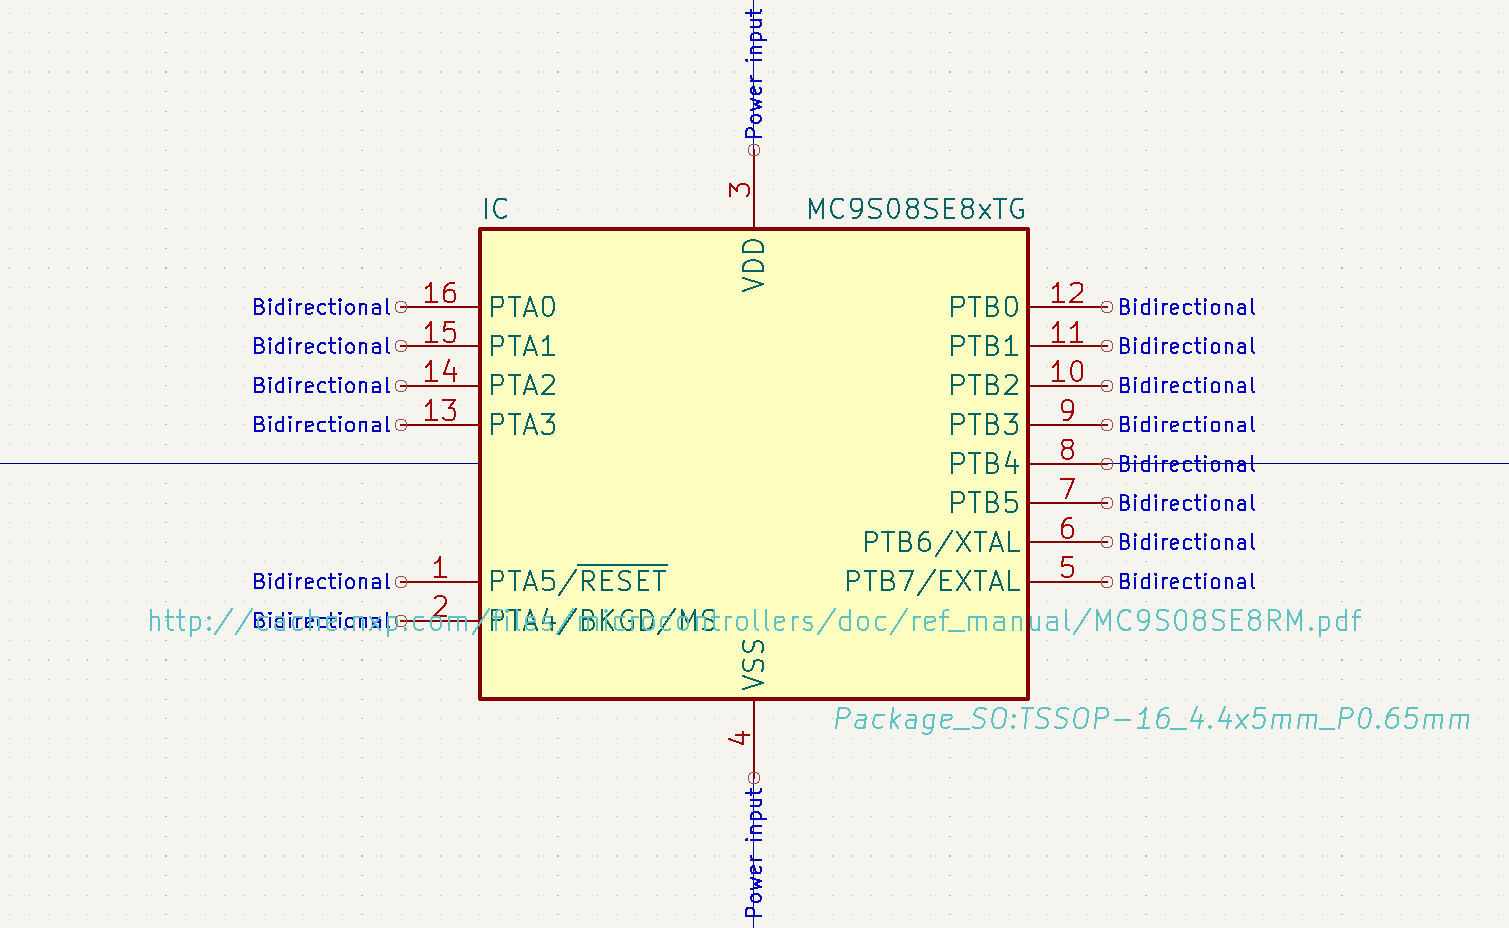 Power input
3
IC MC9S08SE8xTG
VDD
Bidirectional 16 PTA0 PTB0 12 Bidirectional
Bidirectional 15 PTA1 PTB1 11 Bidirectional
Bidirectional 14 PTA2 PTB2 10 Bidirectional
Bidirectional 13 PTA3 PTB3 9 Bidirectional
PTB4 8 Bidirectional
PTB5 7 Bidirectional
PTB6/XTAL 6 Bidirectional
Bidirectional 1 PTA5/RESET PTB7/EXTAL 5 Bidirectional
Bidirectional 2 PTA4/BKGD/MS
http://cache.nxp.com/files/microcontrollers/doc/ref_manual/MC9S08SE8RM.pdf
VSS
Package_SO:TSSOP-16_4.4x5mm_P0.65mm
4
Power input